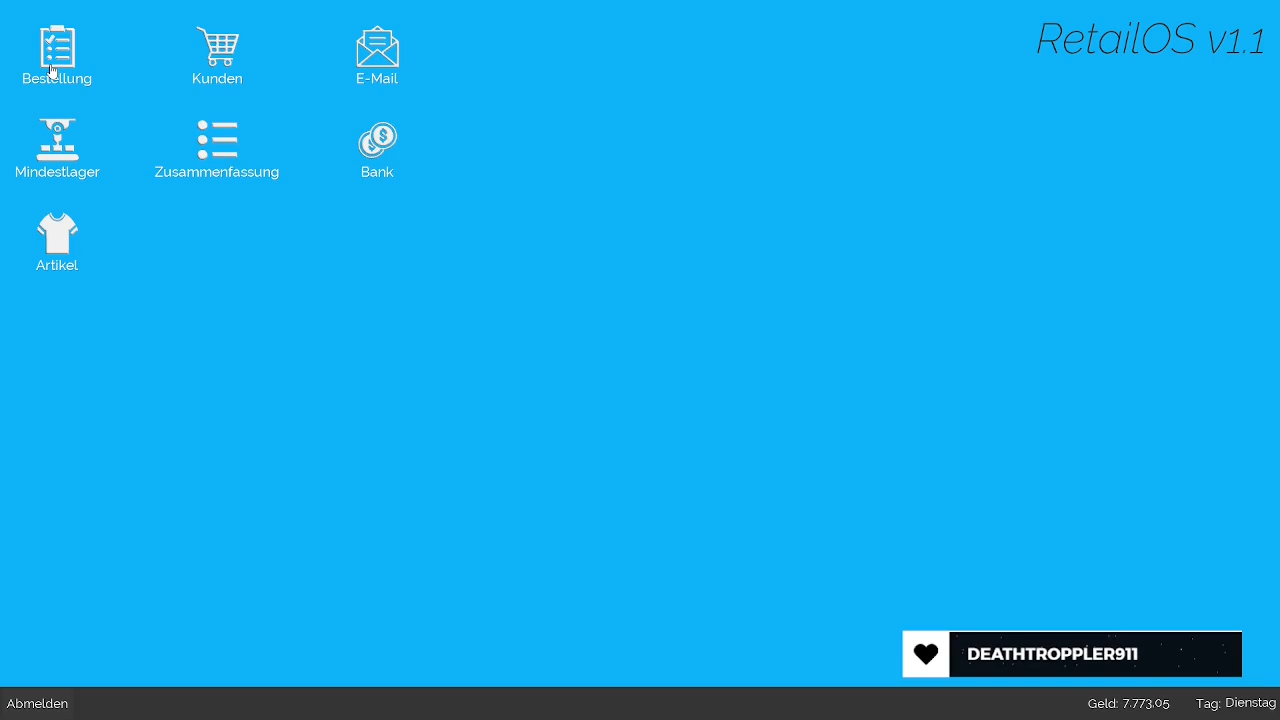 RetailOS v1.1
Bestellung
Kunden
E-Mail
Mindestlager
Zusammenfassung
Bank
Artikel
DEATHTROPPLER911
Abmelden
Geld: 7.773.05
Tag: Dienstag